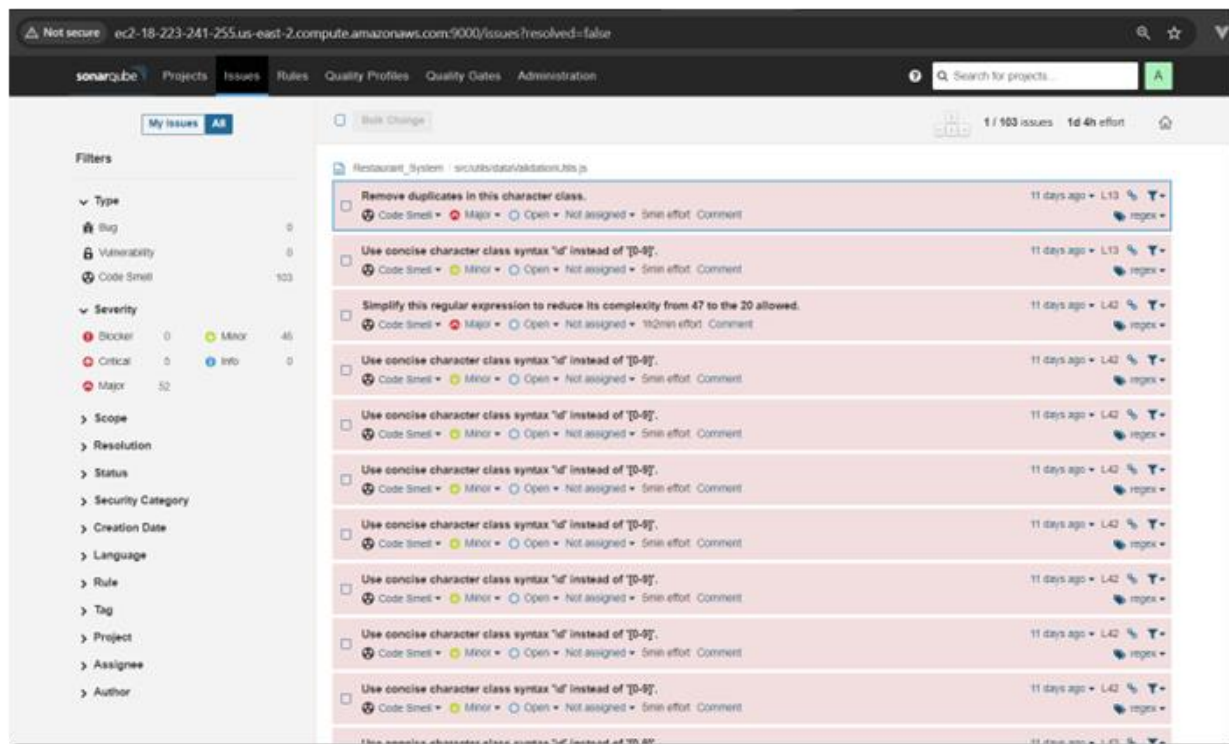 Not secure ec2-18-223-241-255.us-east-2.compute.amazonaws.com:9000/issues?resolved=false
sonarqube Projects Issues Rules Quality Profiles Quality Gates Administration Search for projects... A
My Issues All
Bulk Change
1 / 103 issues 1d 4h effort
Filters
Type
Bug 0
Vulnerability 0
Code Smell 103
Severity
Blocker 0 Minor 46
Critical 5 Info 0
Major 52
Scope
Resolution
Status
Security Category
Creation Date
Language
Rule
Tag
Project
Assignee
Author
Restaurant_System src/utils/dataValidationUtils.js
Remove duplicates in this character class. 11 days ago L13
Code Smell Major Open Not assigned 5min effort Comment regex
Use concise character class syntax '\d' instead of '[0-9]'. 11 days ago L13
Code Smell Minor Open Not assigned 5min effort Comment regex
Simplify this regular expression to reduce its complexity from 47 to the 20 allowed. 11 days ago L42
Code Smell Major Open Not assigned 1h2min effort Comment regex
Use concise character class syntax '\d' instead of '[0-9]'. 11 days ago L42
Code Smell Minor Open Not assigned 5min effort Comment regex
Use concise character class syntax '\d' instead of '[0-9]'. 11 days ago L42
Code Smell Minor Open Not assigned 5min effort Comment regex
Use concise character class syntax '\d' instead of '[0-9]'. 11 days ago L42
Code Smell Minor Open Not assigned 5min effort Comment regex
Use concise character class syntax '\d' instead of '[0-9]'. 11 days ago L42
Code Smell Minor Open Not assigned 5min effort Comment regex
Use concise character class syntax '\d' instead of '[0-9]'. 11 days ago L42
Code Smell Minor Open Not assigned 5min effort Comment regex
Use concise character class syntax '\d' instead of '[0-9]'. 11 days ago L42
Code Smell Minor Open Not assigned 5min effort Comment regex
Use concise character class syntax '\d' instead of '[0-9]'. 11 days ago L42
Code Smell Minor Open Not assigned 5min effort Comment regex